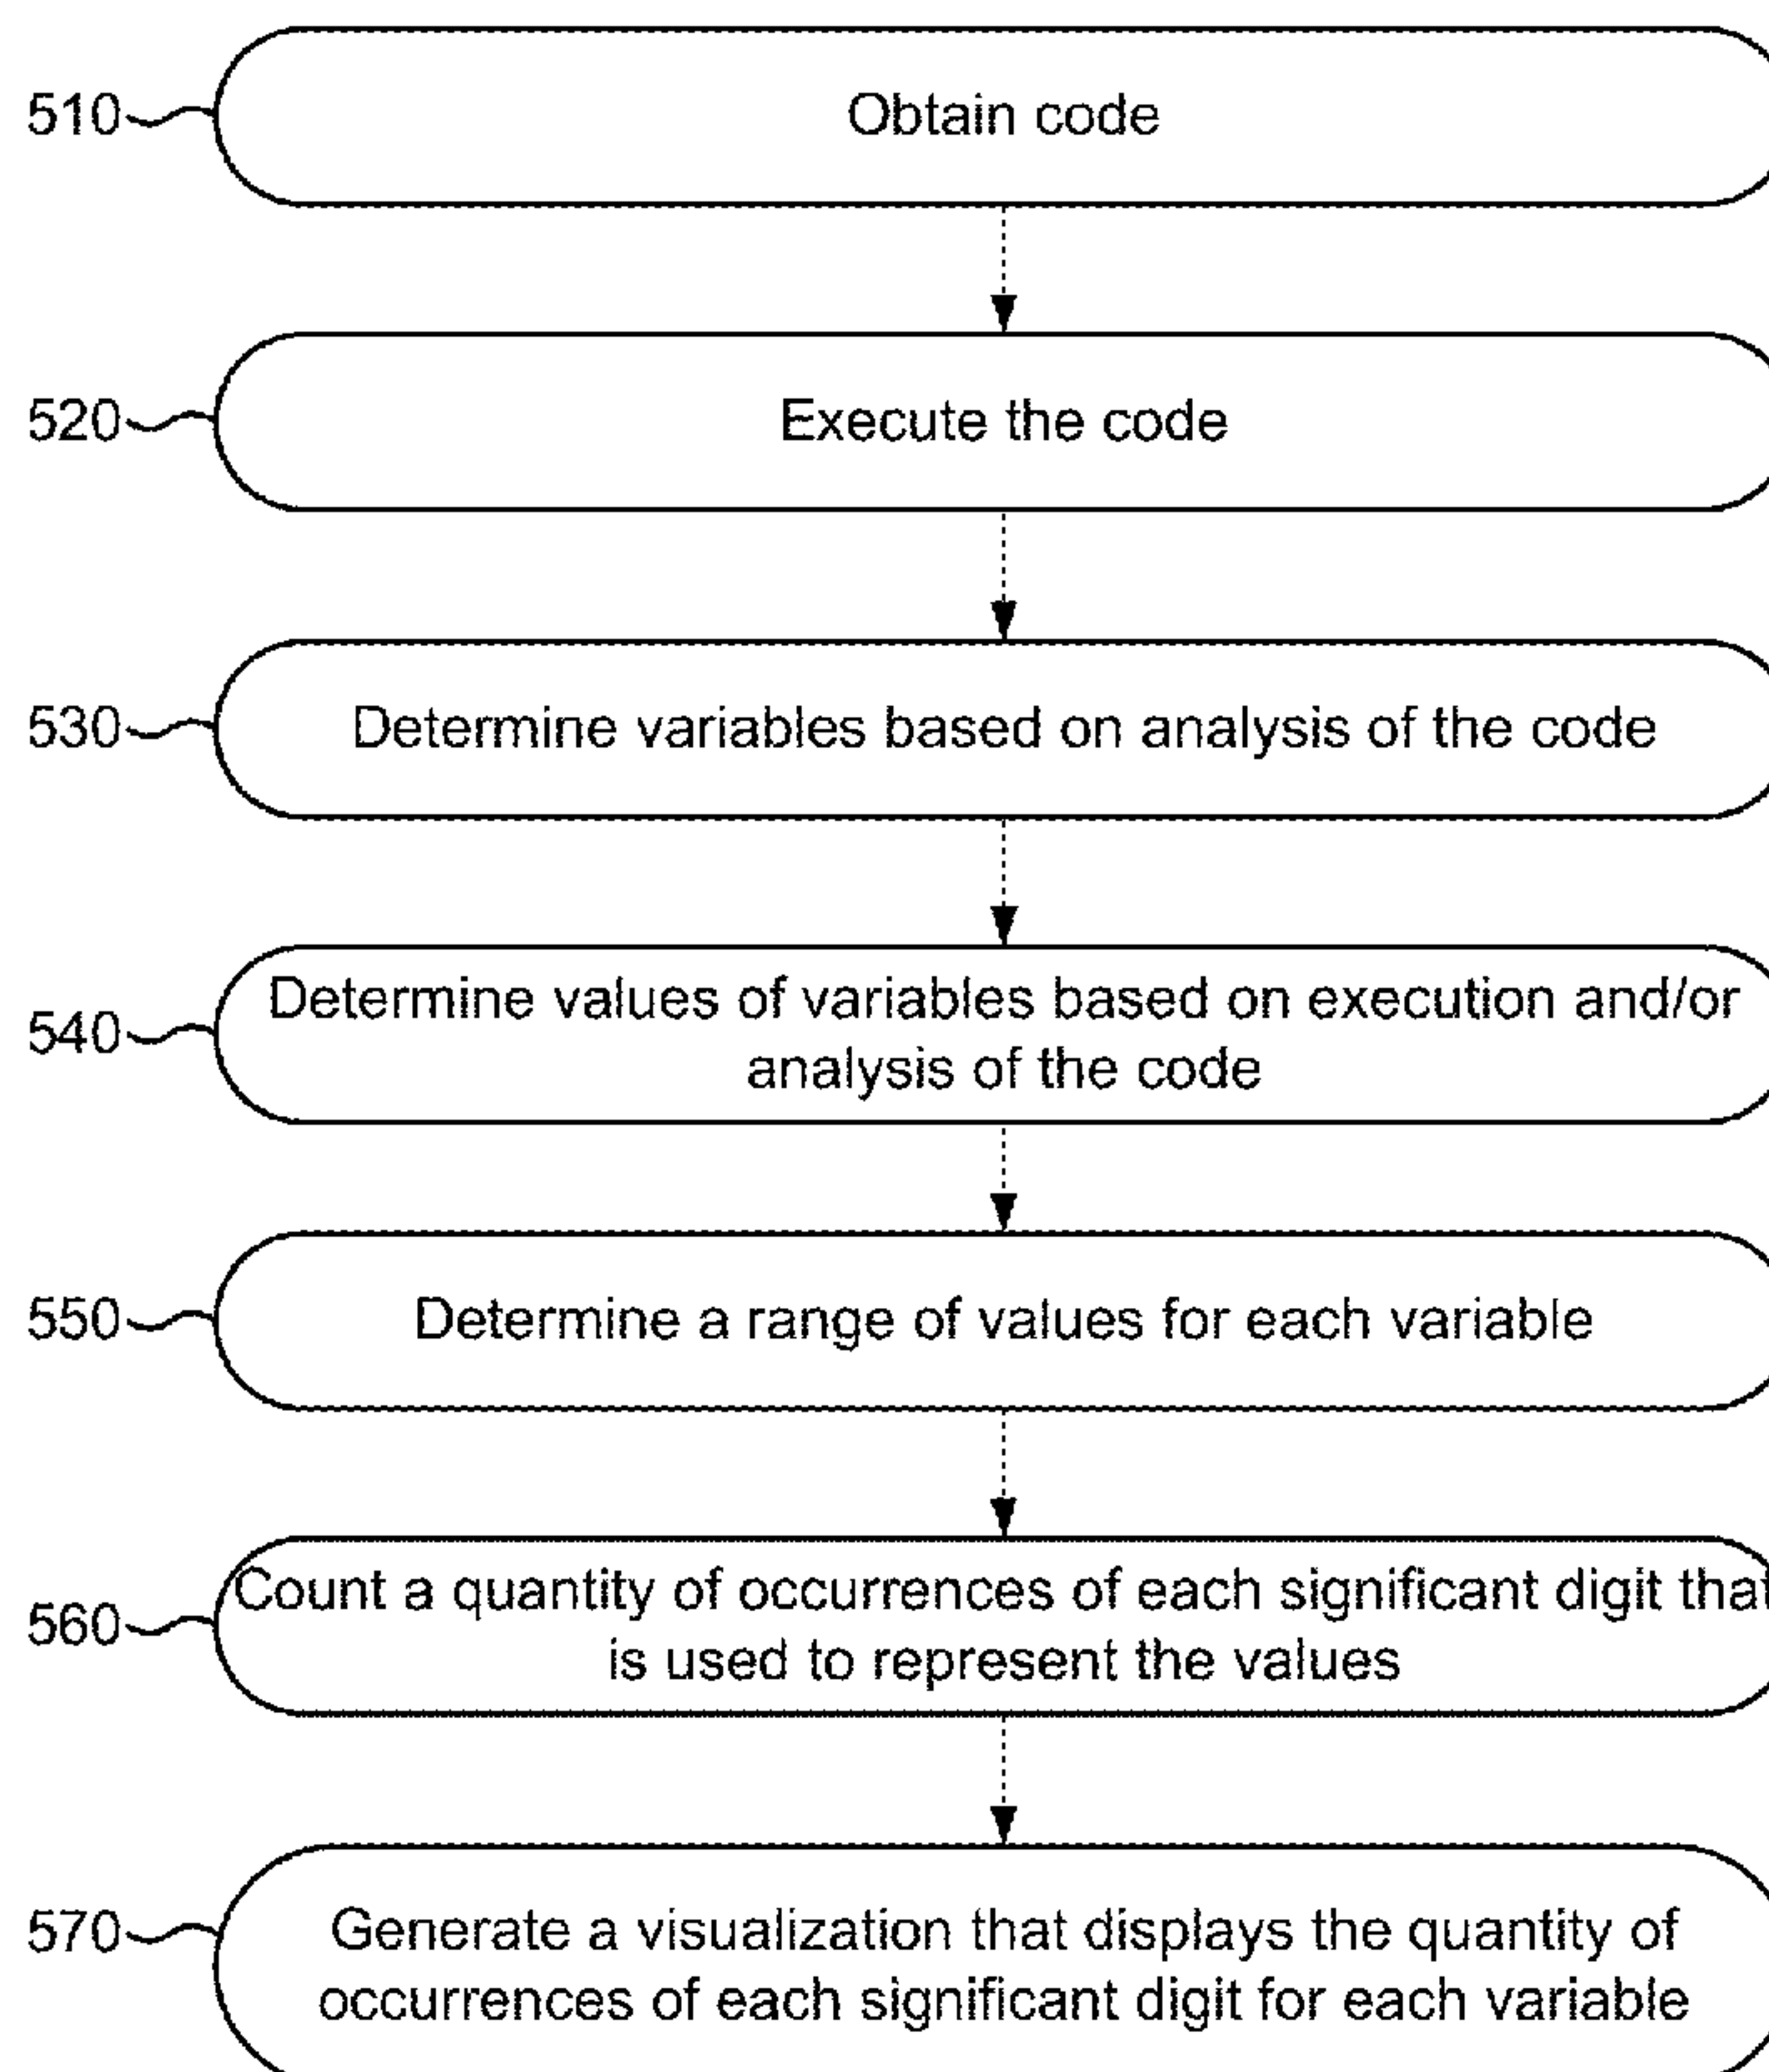 510
Obtain code
520
Execute the code
530
Determine variables based on analysis of the code
540
Determine values of variables based on execution and/or
analysis of the code
550
Determine a range of values for each variable
560
Count a quantity of occurrences of each significant digit that
is used to represent the values
570
Generate a visualization that displays the quantity of
occurrences of each significant digit for each variable